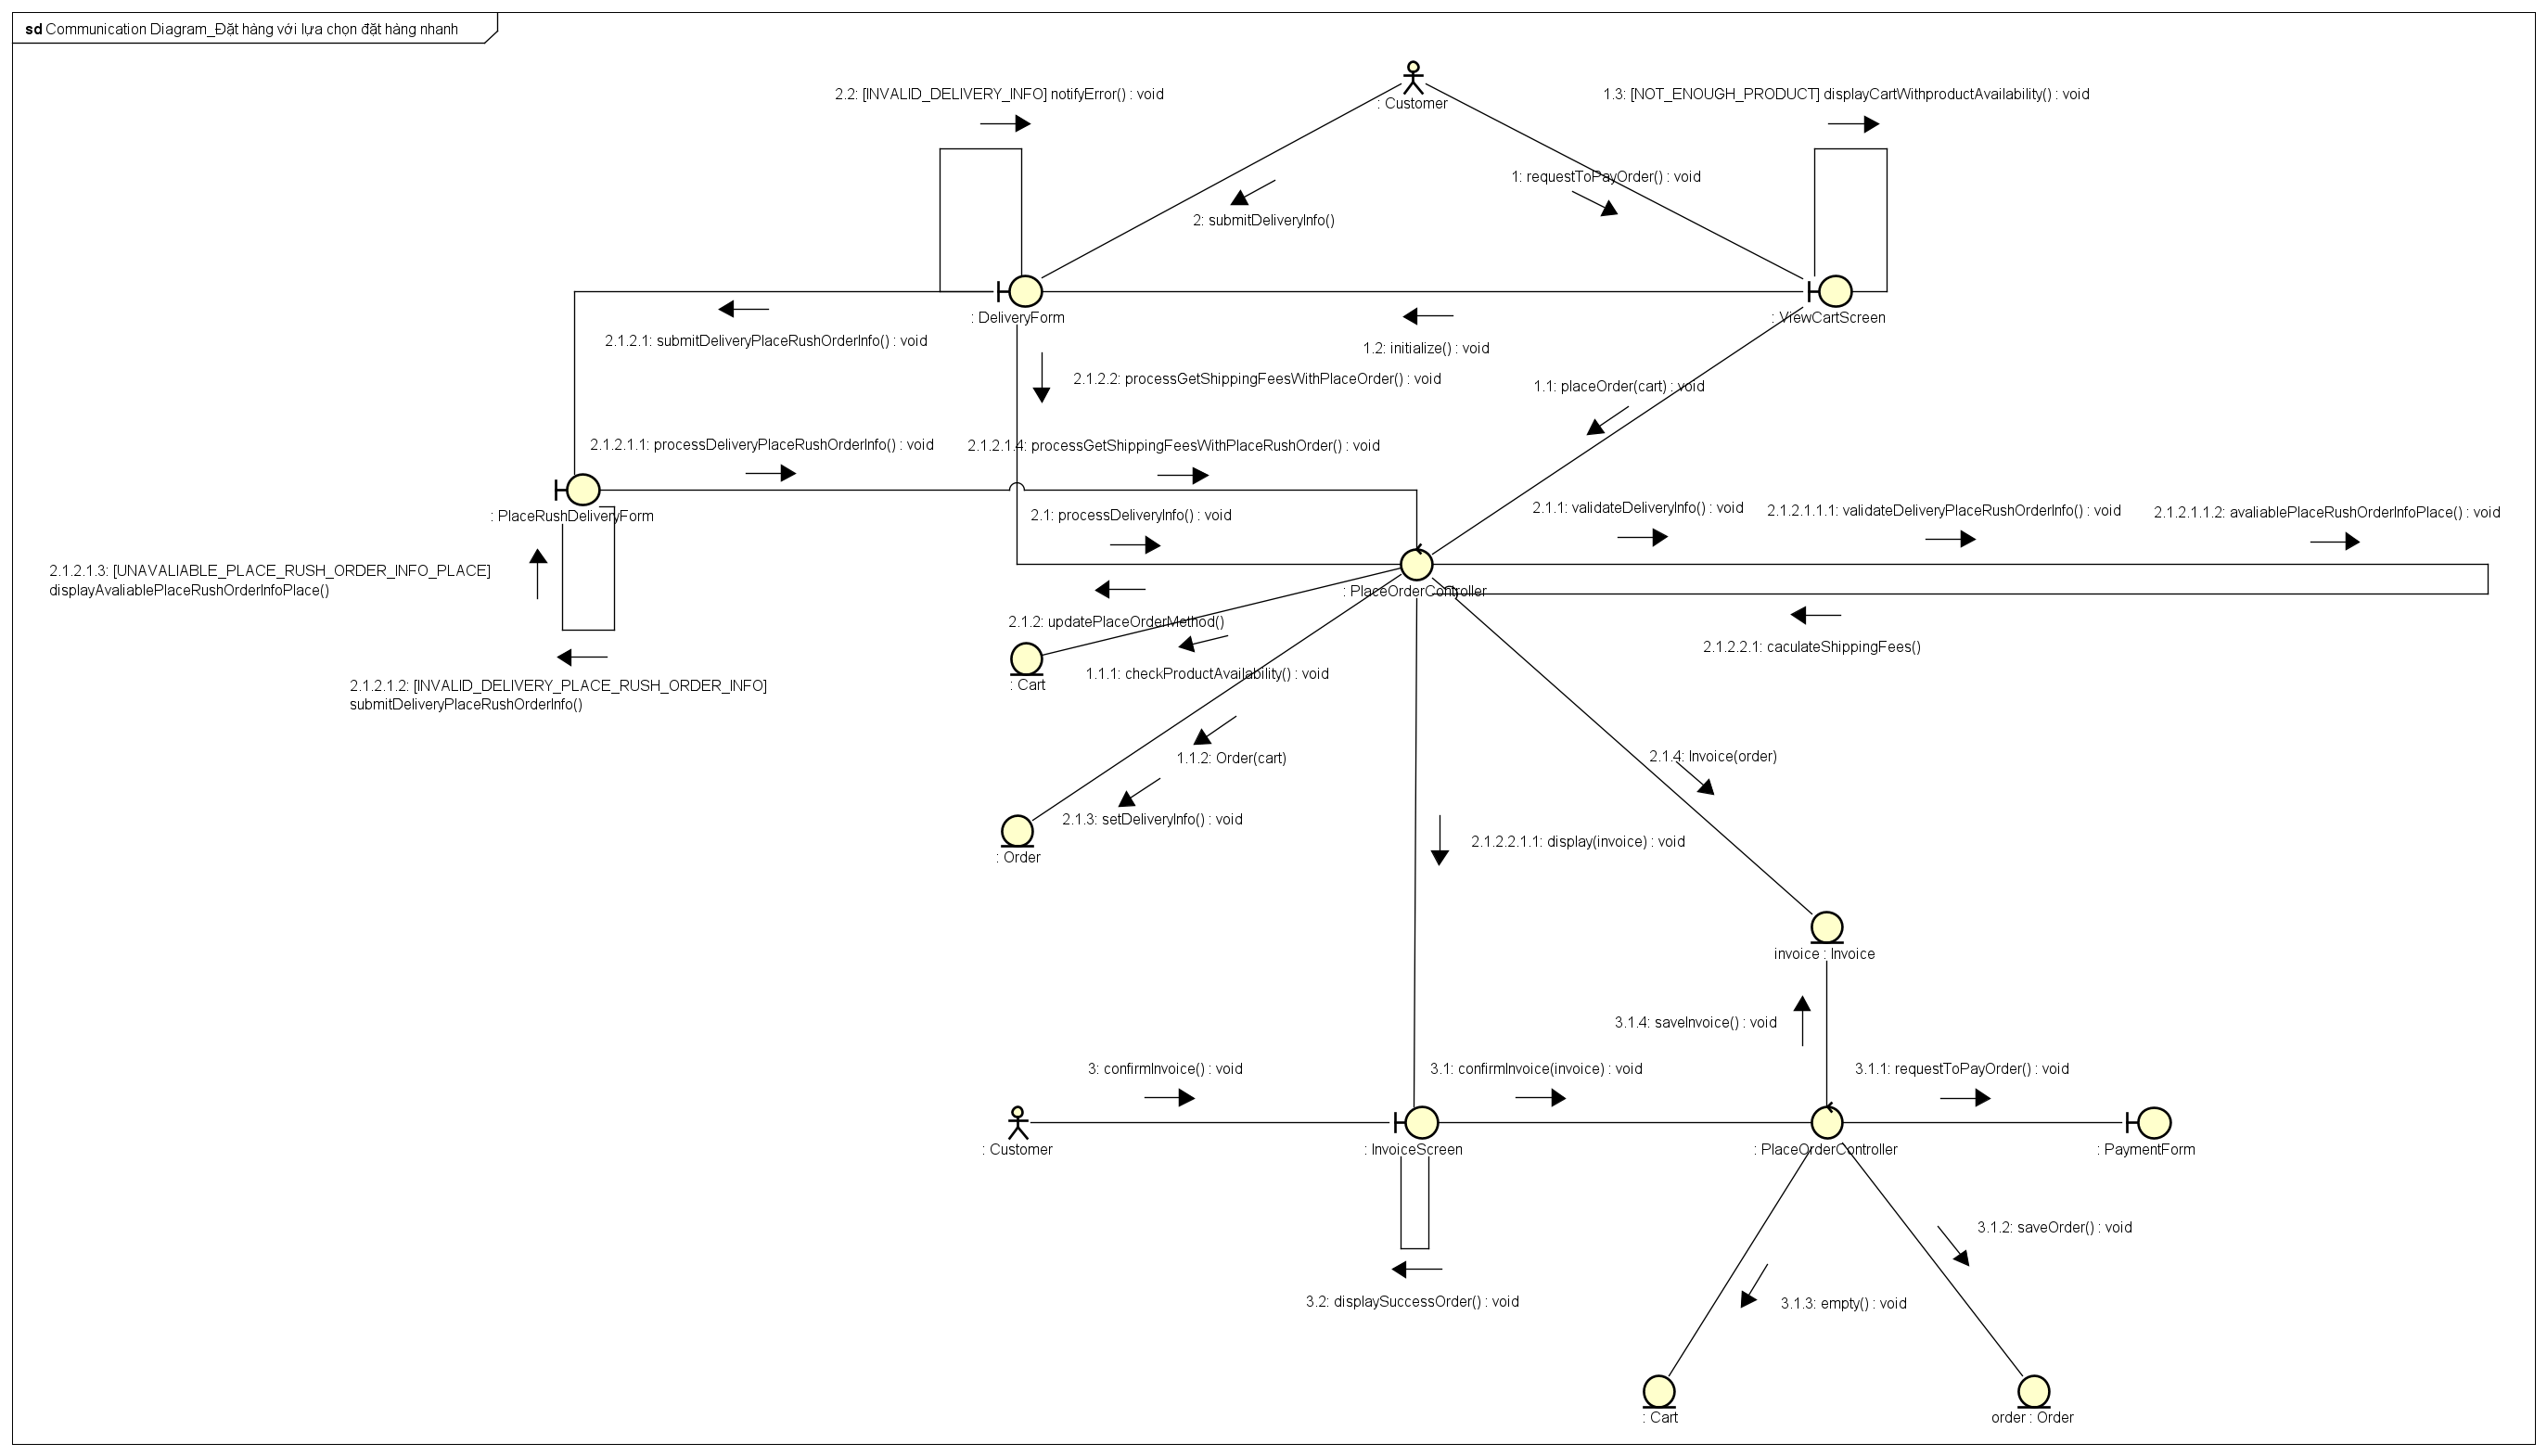 sd Communication Diagram_Đặt hàng với lựa chọn đặt hàng nhanh
: Customer
2.2: [INVALID_DELIVERY_INFO] notifyError() : void
1.3: [NOT_ENOUGH_PRODUCT] displayCartWithproductAvailability() : void
1: requestToPayOrder() : void
2: submitDeliveryInfo()
: DeliveryForm
: ViewCartScreen
2.1.2.1: submitDeliveryPlaceRushOrderInfo() : void
1.2: initialize() : void
2.1.2.2: processGetShippingFeesWithPlaceOrder() : void
1.1: placeOrder(cart) : void
2.1.2.1.1: processDeliveryPlaceRushOrderInfo() : void
2.1.2.1.4: processGetShippingFeesWithPlaceRushOrder() : void
: PlaceRushDeliveryForm
2.1: processDeliveryInfo() : void
2.1.1: validateDeliveryInfo() : void
2.1.2.1.1.1: validateDeliveryPlaceRushOrderInfo() : void
2.1.2.1.1.2: avaliablePlaceRushOrderInfoPlace() : void
2.1.2.1.3: [UNAVALIABLE_PLACE_RUSH_ORDER_INFO_PLACE]
displayAvaliablePlaceRushOrderInfoPlace()
: PlaceOrderController
2.1.2: updatePlaceOrderMethod()
2.1.2.2.1: caculateShippingFees()
1.1.1: checkProductAvailability() : void
: Cart
2.1.2.1.2: [INVALID_DELIVERY_PLACE_RUSH_ORDER_INFO]
submitDeliveryPlaceRushOrderInfo()
1.1.2: Order(cart)
2.1.4: Invoice(order)
2.1.3: setDeliveryInfo() : void
2.1.2.2.1.1: display(invoice) : void
: Order
invoice : Invoice
3.1.4: saveInvoice() : void
3: confirmInvoice() : void
3.1: confirmInvoice(invoice) : void
3.1.1: requestToPayOrder() : void
: Customer
: InvoiceScreen
: PlaceOrderController
: PaymentForm
3.1.2: saveOrder() : void
3.2: displaySuccessOrder() : void
3.1.3: empty() : void
: Cart
order : Order